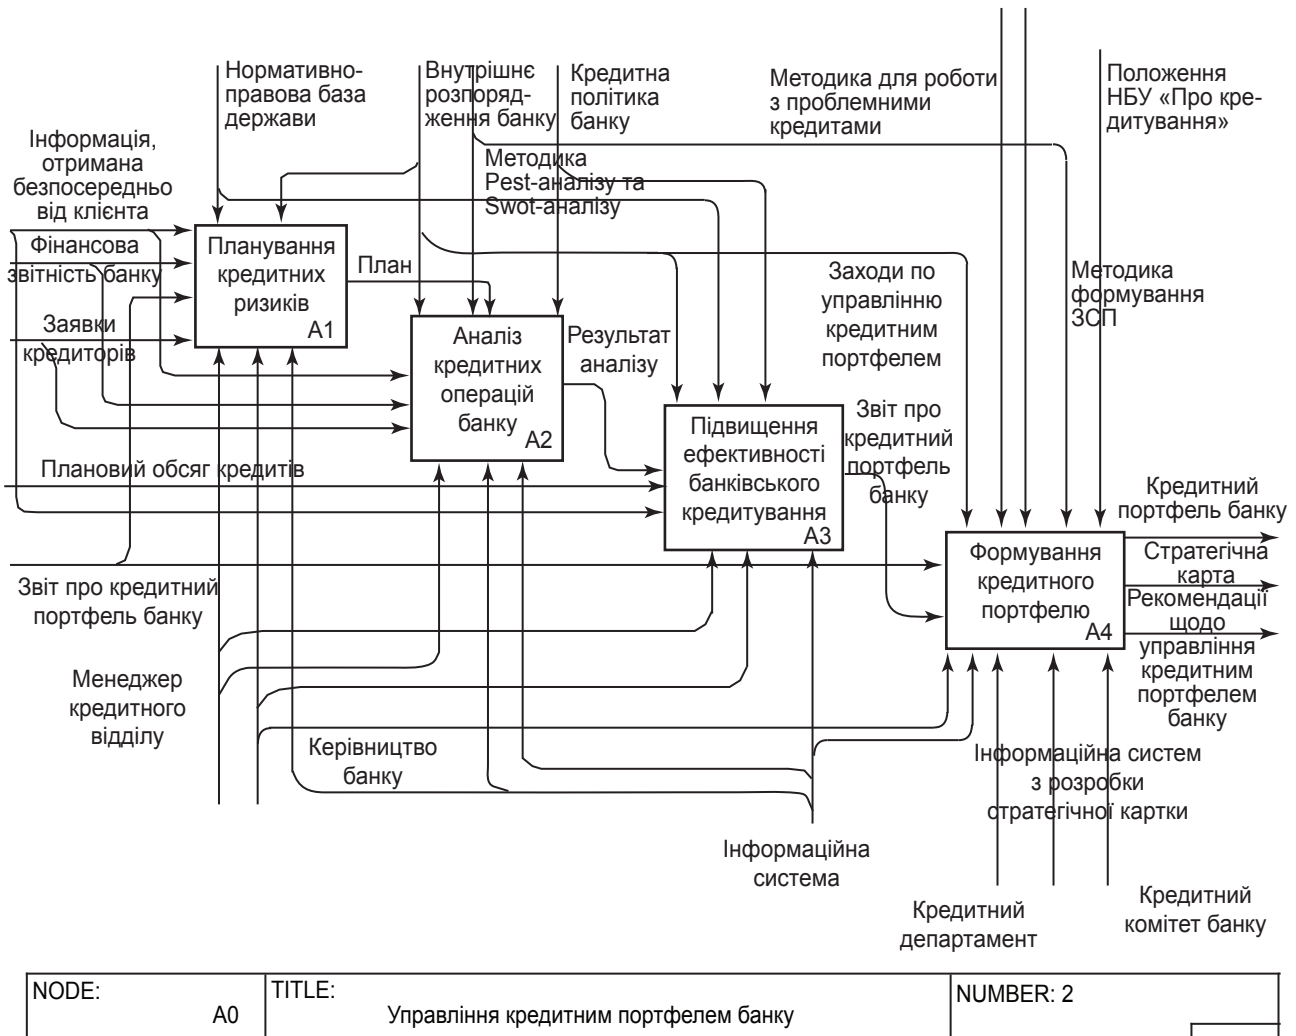 Нормативно-
правова база
держави
Внутрішнє
розпоряд-
ження банку
Кредитна
політика
банку
Методика для роботи
з проблемними
кредитами
Положення
НБУ «Про кре-
дитування»
Інформація,
отримана
безпосередньо
від клієнта
Методика
Pest-аналізу та
Swot-аналізу
Фінансова
звітність банку
Планування
кредитних
ризиків
A1
План
Заходи по
управлінню
кредитним
портфелем
Методика
формування
ЗСП
Заявки
кредиторів
Аналіз
кредитних
операцій
банку
A2
Результат
аналізу
Підвищення
ефективності
банківського
кредитування
A3
Звіт про
кредитний
портфель
банку
Плановий обсяг кредитів
Кредитний
портфель банку
Формування
кредитного
портфелю
A4
Стратегічна
карта
Рекомендації
щодо
управління
кредитним
портфелем
банку
Звіт про кредитний
портфель банку
Менеджер
кредитного
відділу
Керівництво
банку
Інформаційна систем
з розробки
стратегічної картки
Інформаційна
система
Кредитний
департамент
Кредитний
комітет банку
NODE:
A0
TITLE:
Управління кредитним портфелем банку
NUMBER: 2